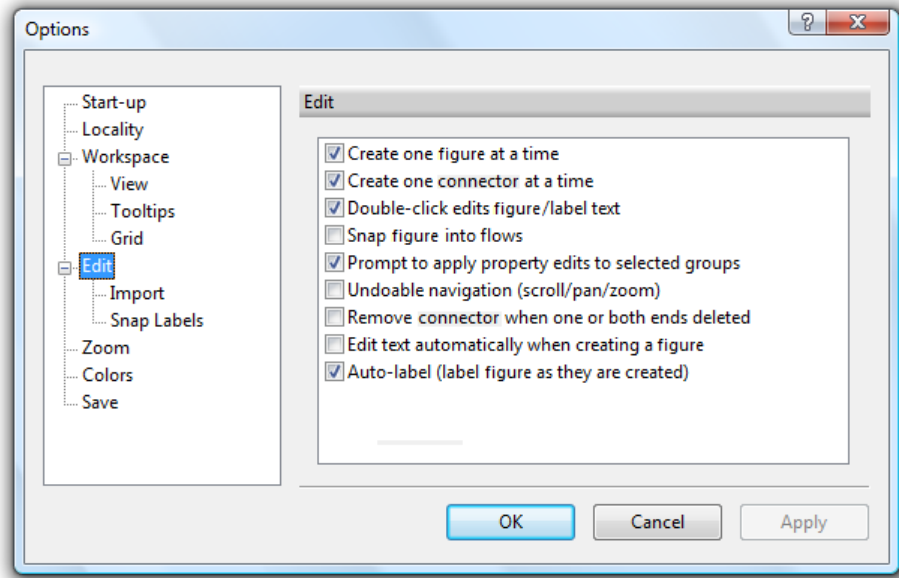 Options
Start-up
Locality
Workspace
View
Tooltips
Grid
Edit
Import
Snap Labels
Zoom
Colors
Save
Edit
Create one figure at a time
Create one connector at a time
Double-click edits figure/label text
Snap figure into flows
Prompt to apply property edits to selected groups
Undoable navigation (scroll/pan/zoom)
Remove connector when one or both ends deleted
Edit text automatically when creating a figure
Auto-label (label figure as they are created)
OK
Cancel
Apply